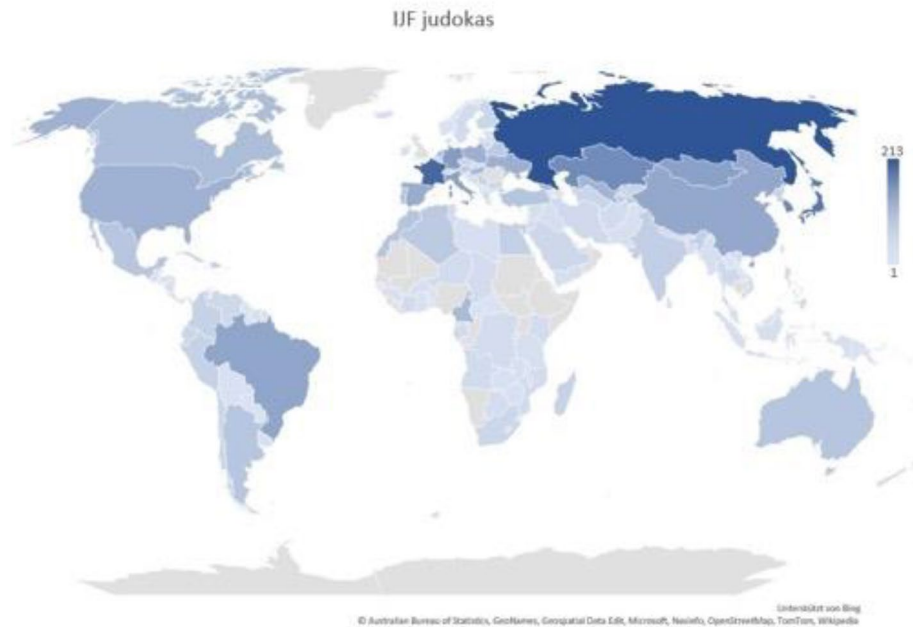 IJF judokas
213
1
Unterstützt von Bing
© Australian Bureau of Statistics, GeoNames, Geospatial Data Edit, Microsoft, Navinfo, OpenStreetMap, TomTom, Wikipedia